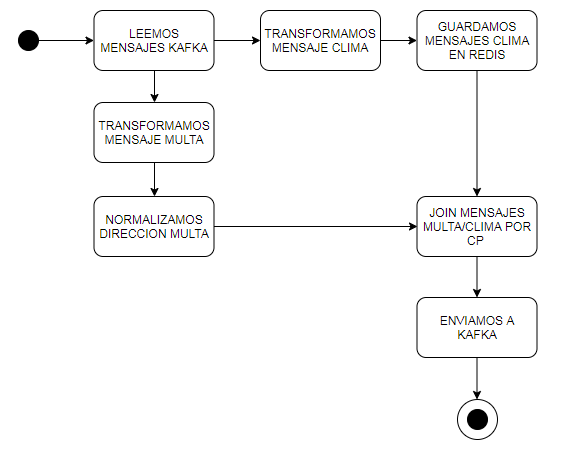 LEEMOS
MENSAJES KAFKA
TRANSFORMAMOS
MENSAJE CLIMA
GUARDAMOS
MENSAJES CLIMA
EN REDIS
TRANSFORMAMOS
MENSAJE MULTA
NORMALIZAMOS
DIRECCION MULTA
JOIN MENSAJES
MULTA/CLIMA POR
CP
ENVIAMOS A
KAFKA